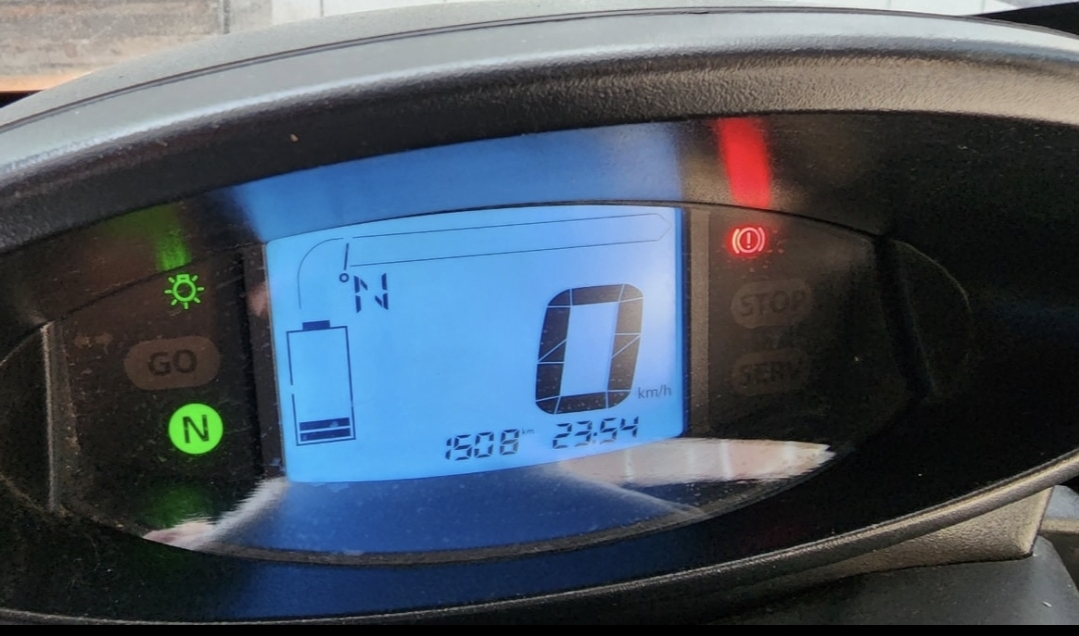 °N
0 km/h
1508 km 23:54
GO
N
STOP
SERV